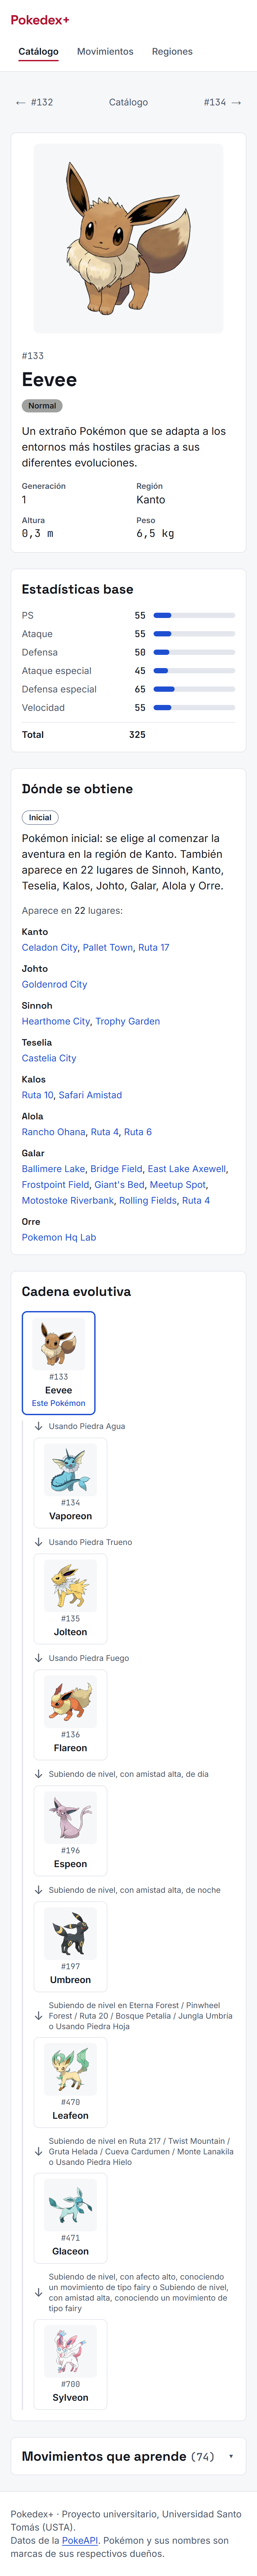 Pokedex+
Catálogo Movimientos Regiones
← #132 Catálogo #134 →
#133
Eevee
Normal
Un extraño Pokémon que se adapta a los
entornos más hostiles gracias a sus
diferentes evoluciones.
Generación Región
1 Kanto
Altura Peso
0,3 m 6,5 kg
Estadísticas base
PS 55
Ataque 55
Defensa 50
Ataque especial 45
Defensa especial 65
Velocidad 55
Total 325
Dónde se obtiene
Inicial
Pokémon inicial: se elige al comenzar la
aventura en la región de Kanto. También
aparece en 22 lugares de Sinnoh, Kanto,
Teselia, Kalos, Johto, Galar, Alola y Orre.
Aparece en 22 lugares:
Kanto
Celadon City, Pallet Town, Ruta 17
Johto
Goldenrod City
Sinnoh
Hearthome City, Trophy Garden
Teselia
Castelia City
Kalos
Ruta 10, Safari Amistad
Alola
Rancho Ohana, Ruta 4, Ruta 6
Galar
Ballimere Lake, Bridge Field, East Lake Axewell,
Frostpoint Field, Giant's Bed, Meetup Spot,
Motostoke Riverbank, Rolling Fields, Ruta 4
Orre
Pokemon Hq Lab
Cadena evolutiva
#133
Eevee
Este Pokémon
↓ Usando Piedra Agua
#134
Vaporeon
↓ Usando Piedra Trueno
#135
Jolteon
↓ Usando Piedra Fuego
#136
Flareon
↓ Subiendo de nivel, con amistad alta, de día
#196
Espeon
↓ Subiendo de nivel, con amistad alta, de noche
#197
Umbreon
Subiendo de nivel en Eterna Forest / Pinwheel
↓ Forest / Ruta 20 / Bosque Petalia / Jungla Umbría
o Usando Piedra Hoja
#470
Leafeon
Subiendo de nivel en Ruta 217 / Twist Mountain /
↓ Gruta Helada / Cueva Cardumen / Monte Lanakila
o Usando Piedra Hielo
#471
Glaceon
Subiendo de nivel, con afecto alto, conociendo
↓ un movimiento de tipo fairy o Subiendo de nivel,
con amistad alta, conociendo un movimiento de
tipo fairy
#700
Sylveon
Movimientos que aprende (74) ▾
Pokedex+ · Proyecto universitario, Universidad Santo
Tomás (USTA).
Datos de la PokeAPI. Pokémon y sus nombres son
marcas de sus respectivos dueños.